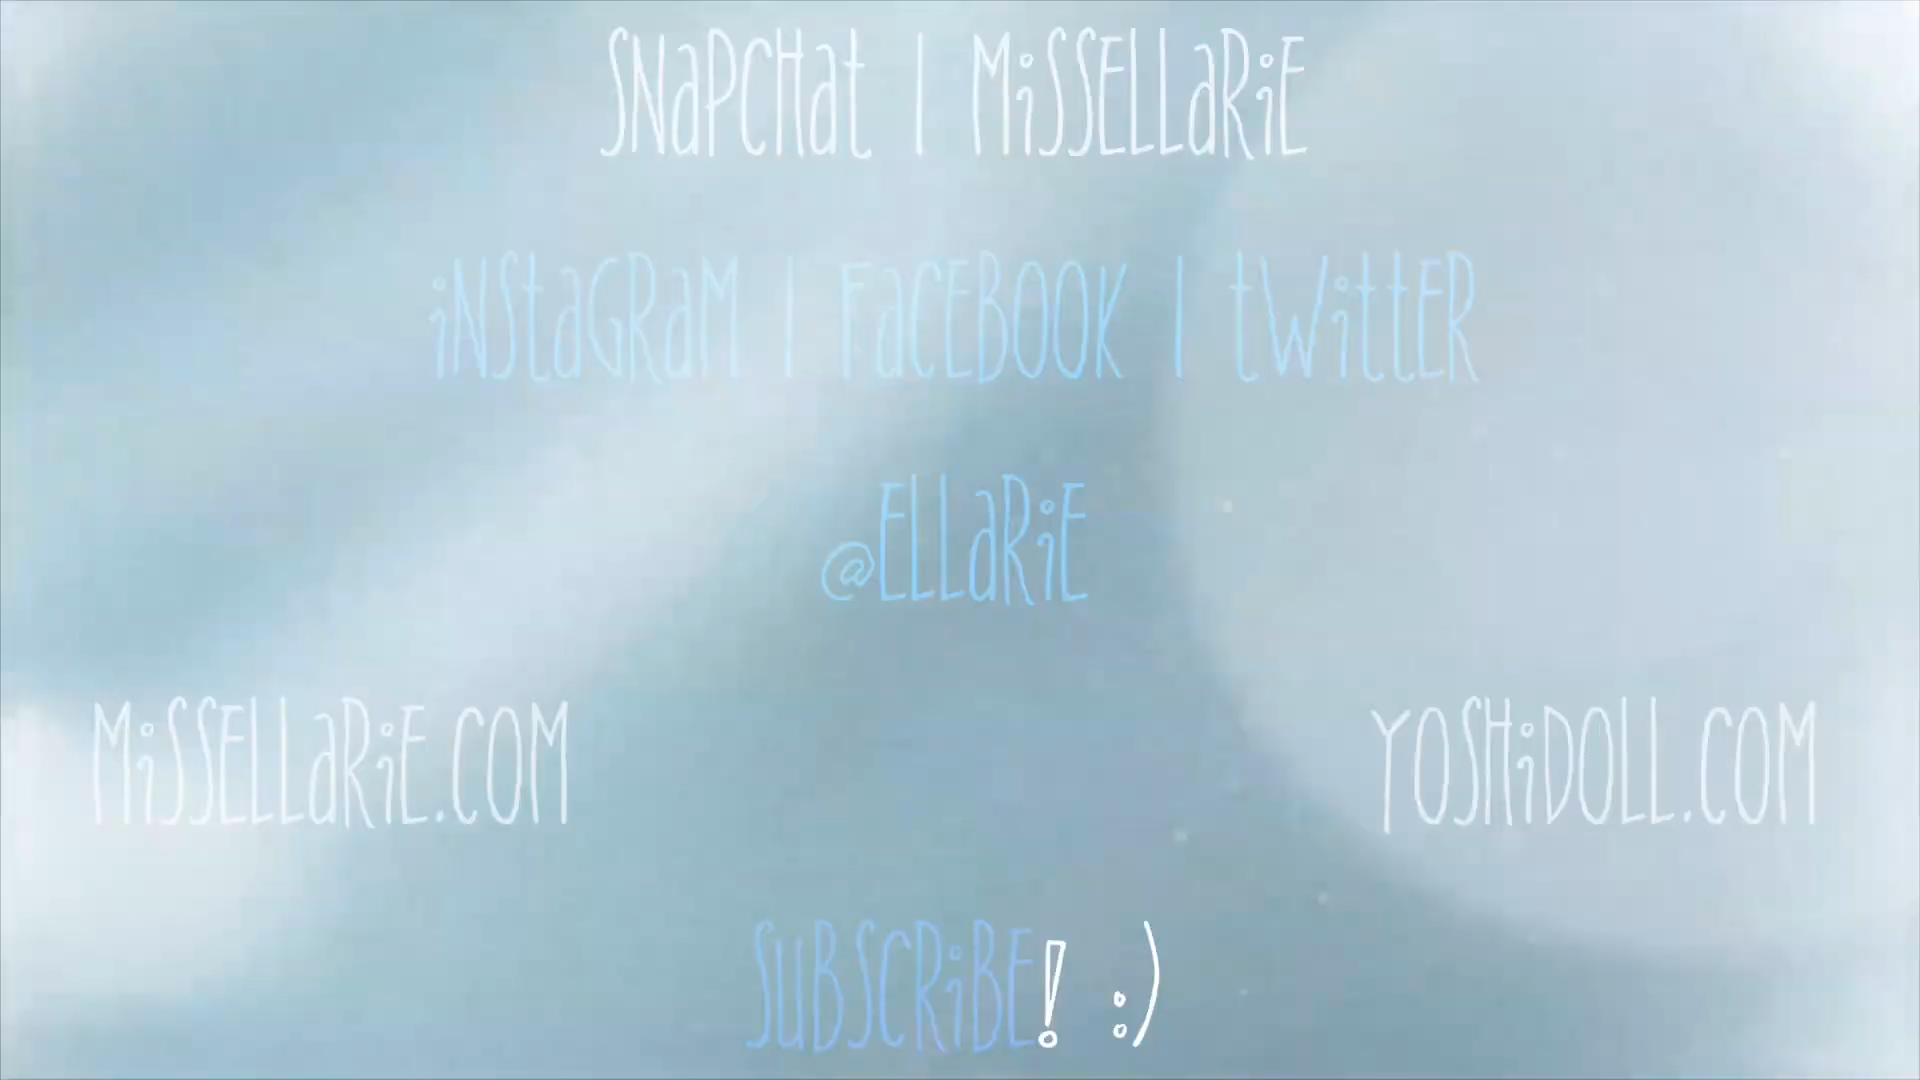 SNaPCHat | MiSSELLaRiE
iNStaGRaM | FaCEBOOK | tWittER
@ELLaRiE
MiSSELLaRiE.COM
YOSHiDOLL.COM
SUBSCRiBE! :)